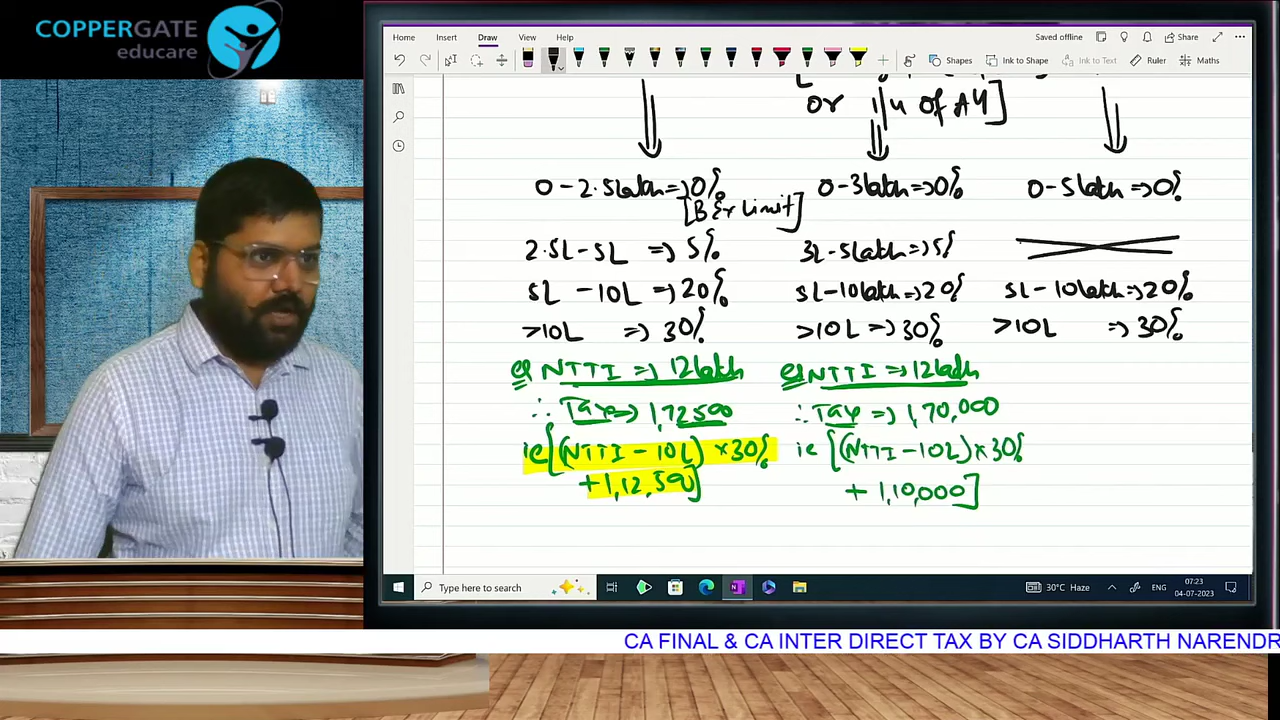 COPPERGATE
educare
Home Insert Draw View Help
Saved offline
Share
Shapes Ink to Shape Ink to Text Ruler Maths
or of AY]
0-2.5lakh=>0%
[B Ex Limit]
2.5L-5L => 5%
5L-10L => 20%
>10L => 30%
eg NTTI => 12lakh
∴ Tax => 1,72,500
ie [(NTTI-10L) ×30%
+1,12,500]
0-3lakh=>0%
3L-5lakh=>5%
5L-10lakh=>20%
>10L => 30%
eg NTTI => 12lakh
∴ Tax => 1,70,000
ie [(NTTI-10L)×30%
+ 1,10,000]
0-5lakh=>0%
5L-10lakh=>20%
>10L => 30%
Type here to search
30°C Haze
ENG
07:23
04-07-2023
CA FINAL & CA INTER DIRECT TAX BY CA SIDDHARTH NARENDR